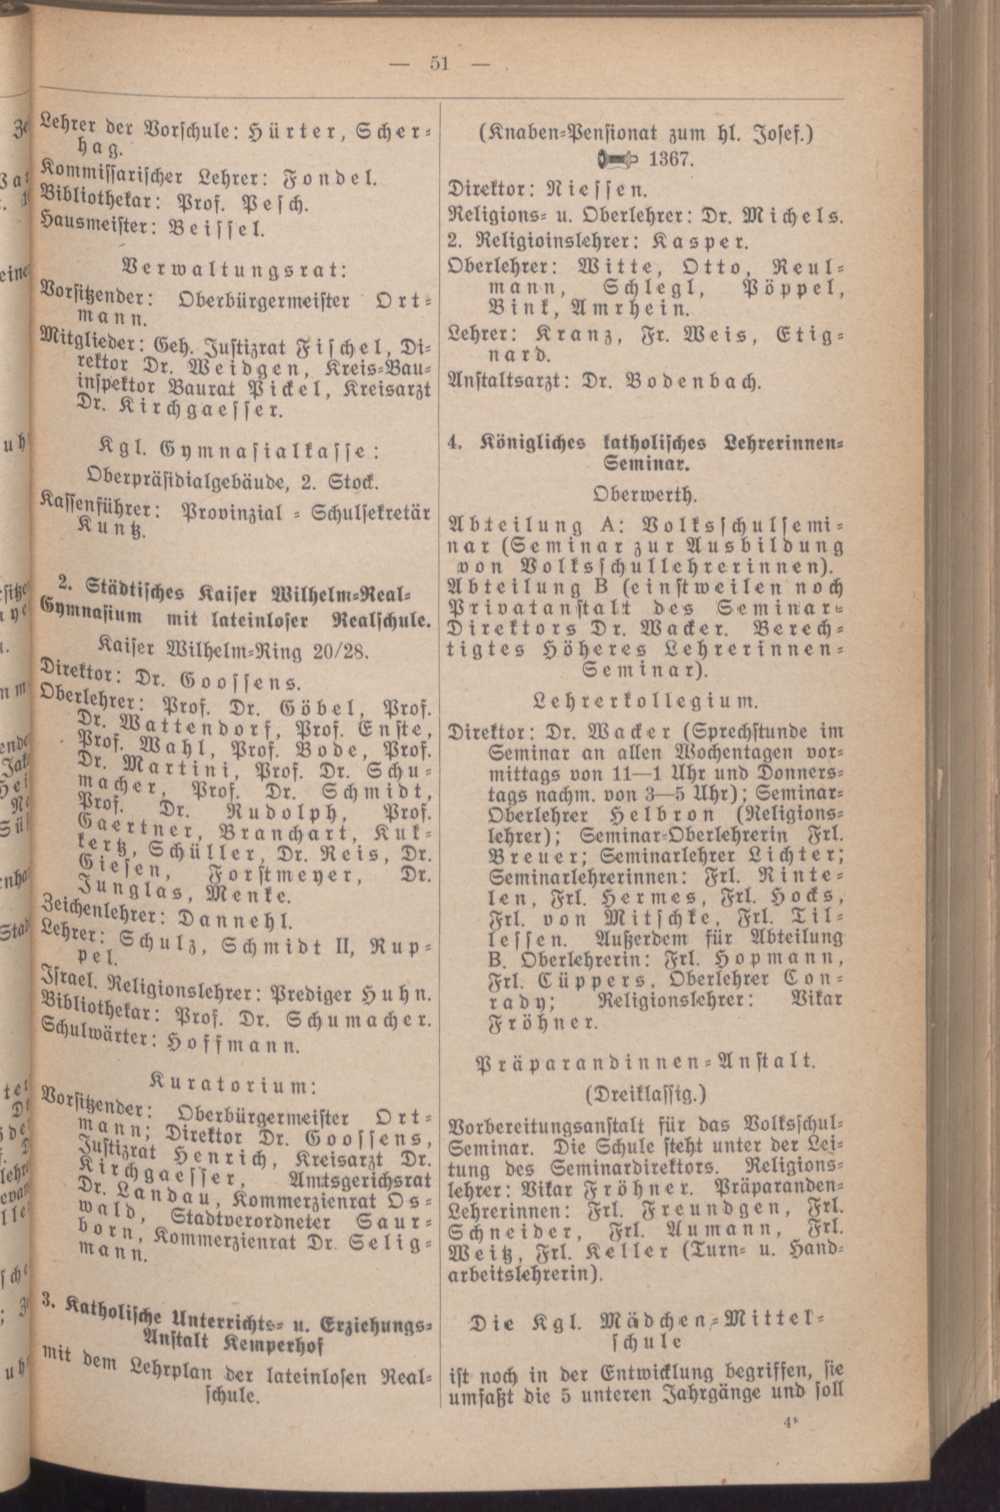 — 51 —
Lehrer der Vorschule: Hürter, Scher-
hag.
Kommissarischer Lehrer: Fondel.
Bibliothekar: Prof. Pesch.
Hausmeister: Beissel.
Verwaltungsrat:
Vorsitzender: Oberbürgermeister Ort-
mann.
Mitglieder: Geh. Justizrat Fischel, Di-
rektor Dr. Weidgen, Kreis-Bau-
inspektor Baurat Pickel, Kreisarzt
Dr. Kirchgaesser.
Kgl. Gymnasialkasse:
Oberpräsidialgebäude, 2. Stock.
Kassenführer: Provinzial-Schulsekretär
Kuntz.
2. Städtisches Kaiser Wilhelm-Real-
Gymnasium mit lateinloser Realschule.
Kaiser Wilhelm-Ring 20/28.
Direktor: Dr. Goossens.
Oberlehrer: Prof. Dr. Göbel, Prof.
Dr. Wattendorf, Prof. Enste,
Prof. Wahl, Prof. Bode, Prof.
Dr. Martini, Prof. Dr. Schu-
macher, Prof. Dr. Schmidt,
Prof. Dr. Rudolph, Prof.
Gaertner, Branchart, Kuk-
kertz, Schüller, Dr. Reis, Dr.
Giesen, Forstmeyer, Dr.
Junglas, Menke.
Zeichenlehrer: Dannehl.
Lehrer: Schulz, Schmidt II, Rup-
pel.
Israel. Religionslehrer: Prediger Huhn.
Bibliothekar: Prof. Dr. Schumacher.
Schulwärter: Hoffmann.
Kuratorium:
Vorsitzender: Oberbürgermeister Ort-
mann; Direktor Dr. Goossens,
Justizrat Henrich, Kreisarzt Dr.
Kirchgaesser, Amtsgerichtsrat
Dr. Landau, Kommerzienrat Os-
wald, Stadtverordneter Saur-
born, Kommerzienrat Dr. Selig-
mann.
3. Katholische Unterrichts- u. Erziehungs-
Anstalt Kemperhof
mit dem Lehrplan der lateinlosen Real-
schule.
(Knaben-Pensionat zum hl. Josef.)
1367.
Direktor: Niessen.
Religions- u. Oberlehrer: Dr. Michels.
2. Religioinslehrer: Kasper.
Oberlehrer: Witte, Otto, Reul-
mann, Schlegl, Pöppel,
Bink, Amrhein.
Lehrer: Kranz, Fr. Weis, Etig-
nard.
Anstaltsarzt: Dr. Bodenbach.
4. Königliches katholisches Lehrerinnen-
Seminar.
Oberwerth.
Abteilung A: Volksschulsemi-
nar (Seminar zur Ausbildung
von Volksschullehrerinnen).
Abteilung B (einstweilen noch
Privatanstalt des Seminar-
Direktors Dr. Wacker. Berech-
tigtes Höheres Lehrerinnen-
Seminar).
Lehrerkollegium.
Direktor: Dr. Wacker (Sprechstunde im
Seminar an allen Wochentagen vor-
mittags von 11—1 Uhr und Donners-
tags nachm. von 3—5 Uhr); Seminar-
Oberlehrer Helbron (Religions-
lehrer); Seminar-Oberlehrerin Frl.
Breuer; Seminarlehrer Lichter;
Seminarlehrerinnen: Frl. Rinte-
len, Frl. Hermes, Frl. Hocks,
Frl. von Mitschke, Frl. Til-
lessen. Außerdem für Abteilung
B. Oberlehrerin: Frl. Hopmann,
Frl. Cüppers, Oberlehrer Con-
rady; Religionslehrer: Vikar
Fröhner.
Präparandinnen-Anstalt.
(Dreiklassig.)
Vorbereitungsanstalt für das Volksschul-
Seminar. Die Schule steht unter der Lei-
tung des Seminardirektors. Religions-
lehrer: Vikar Fröhner. Präparanden-
Lehrerinnen: Frl. Freundgen, Frl.
Schneider, Frl. Aumann, Frl.
Weitz, Frl. Keller (Turn- u. Hand-
arbeitslehrerin).
Die Kgl. Mädchen-Mittel-
schule
ist noch in der Entwicklung begriffen, sie
umfaßt die 5 unteren Jahrgänge und soll
4*